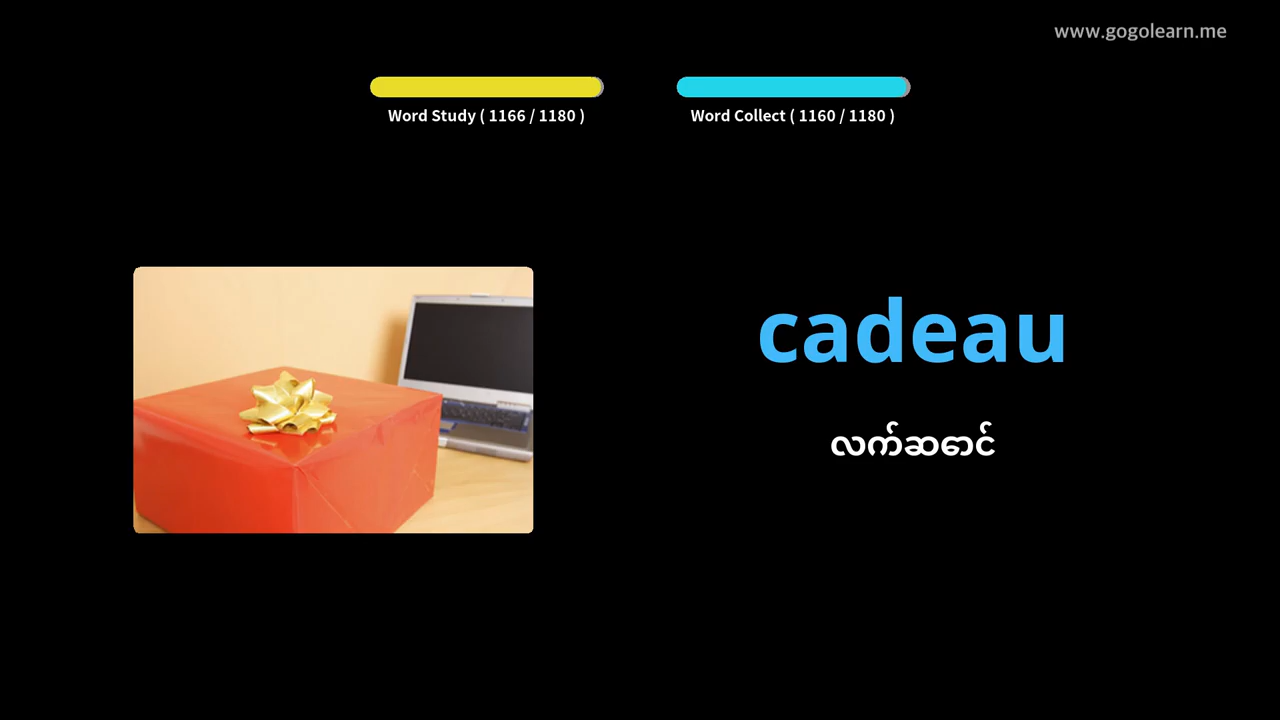 www.gogolearn.me
Word Study ( 1166 / 1180 )
Word Collect ( 1160 / 1180 )
cadeau
လက်ဆောင်